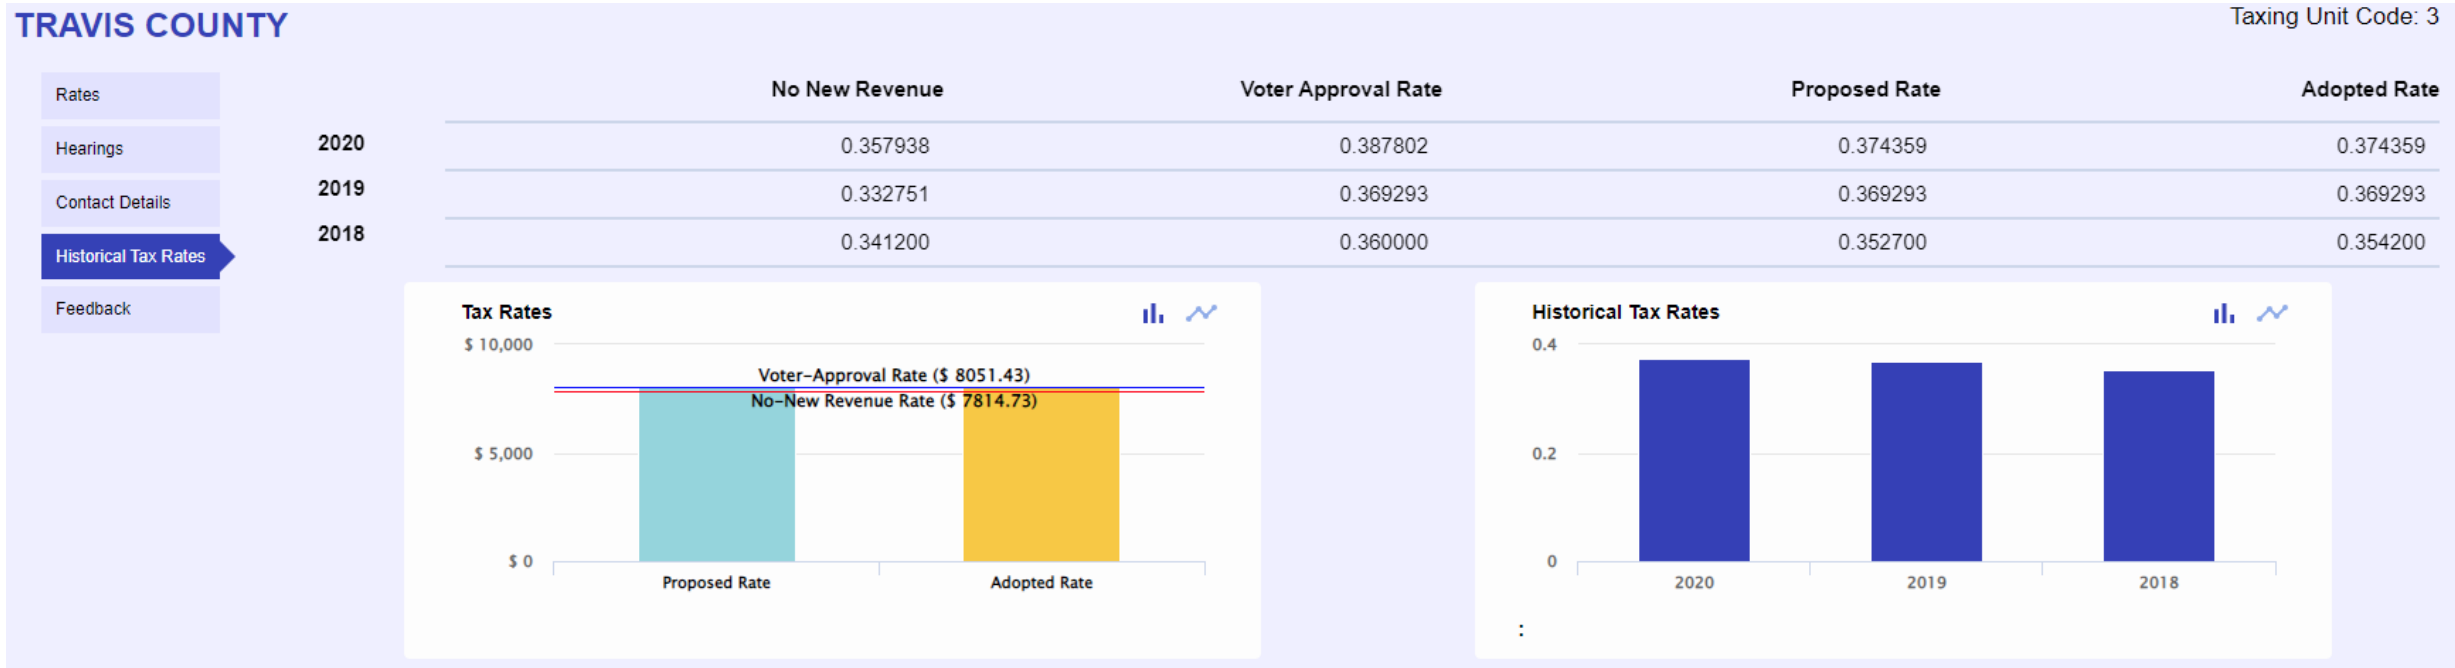 TRAVIS COUNTY
Taxing Unit Code: 3
Rates
Hearings
Contact Details
Historical Tax Rates
Feedback
No New Revenue Voter Approval Rate Proposed Rate Adopted Rate
2020 0.357938 0.387802 0.374359 0.374359
2019 0.332751 0.369293 0.369293 0.369293
2018 0.341200 0.360000 0.352700 0.354200
Tax Rates
$ 10,000
Voter-Approval Rate ($ 8051.43)
No-New Revenue Rate ($ 7814.73)
$ 5,000
$ 0
Proposed Rate Adopted Rate
Historical Tax Rates
0.4
0.2
0
2020 2019 2018
: